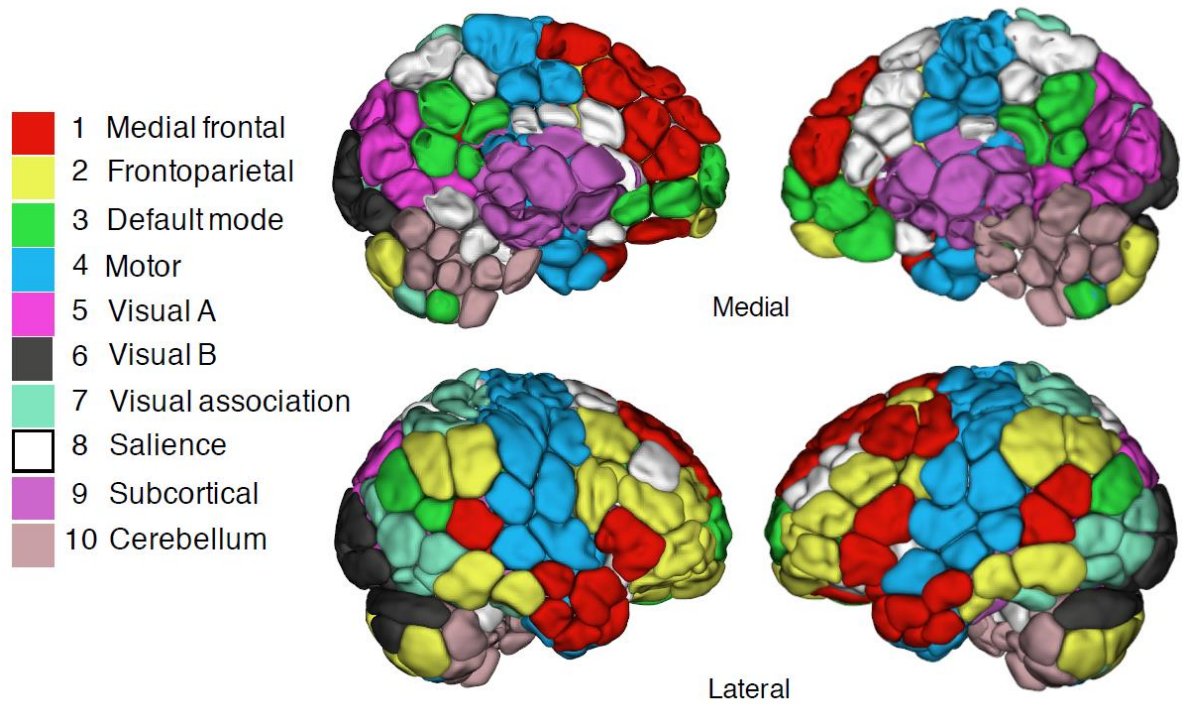 1 Medial frontal
2 Frontoparietal
3 Default mode
4 Motor
5 Visual A
6 Visual B
7 Visual association
8 Salience
9 Subcortical
10 Cerebellum
Medial
Lateral